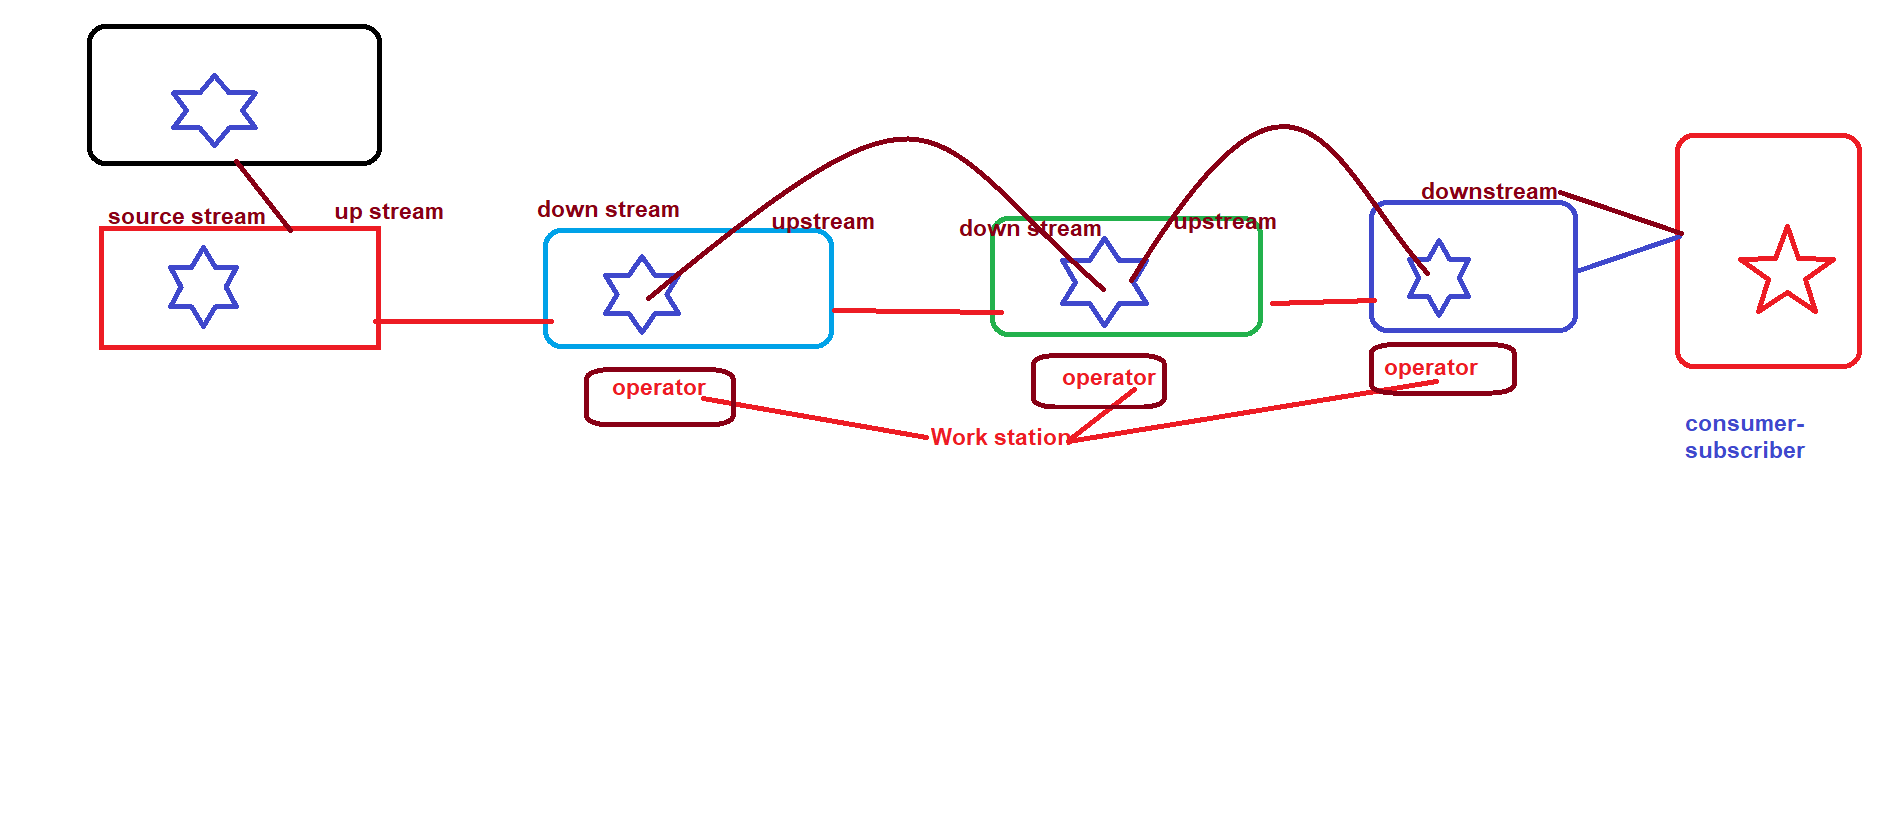 source stream
up stream
down stream
upstream
down stream
upstream
downstream
operator
operator
operator
Work station
consumer-
subscriber